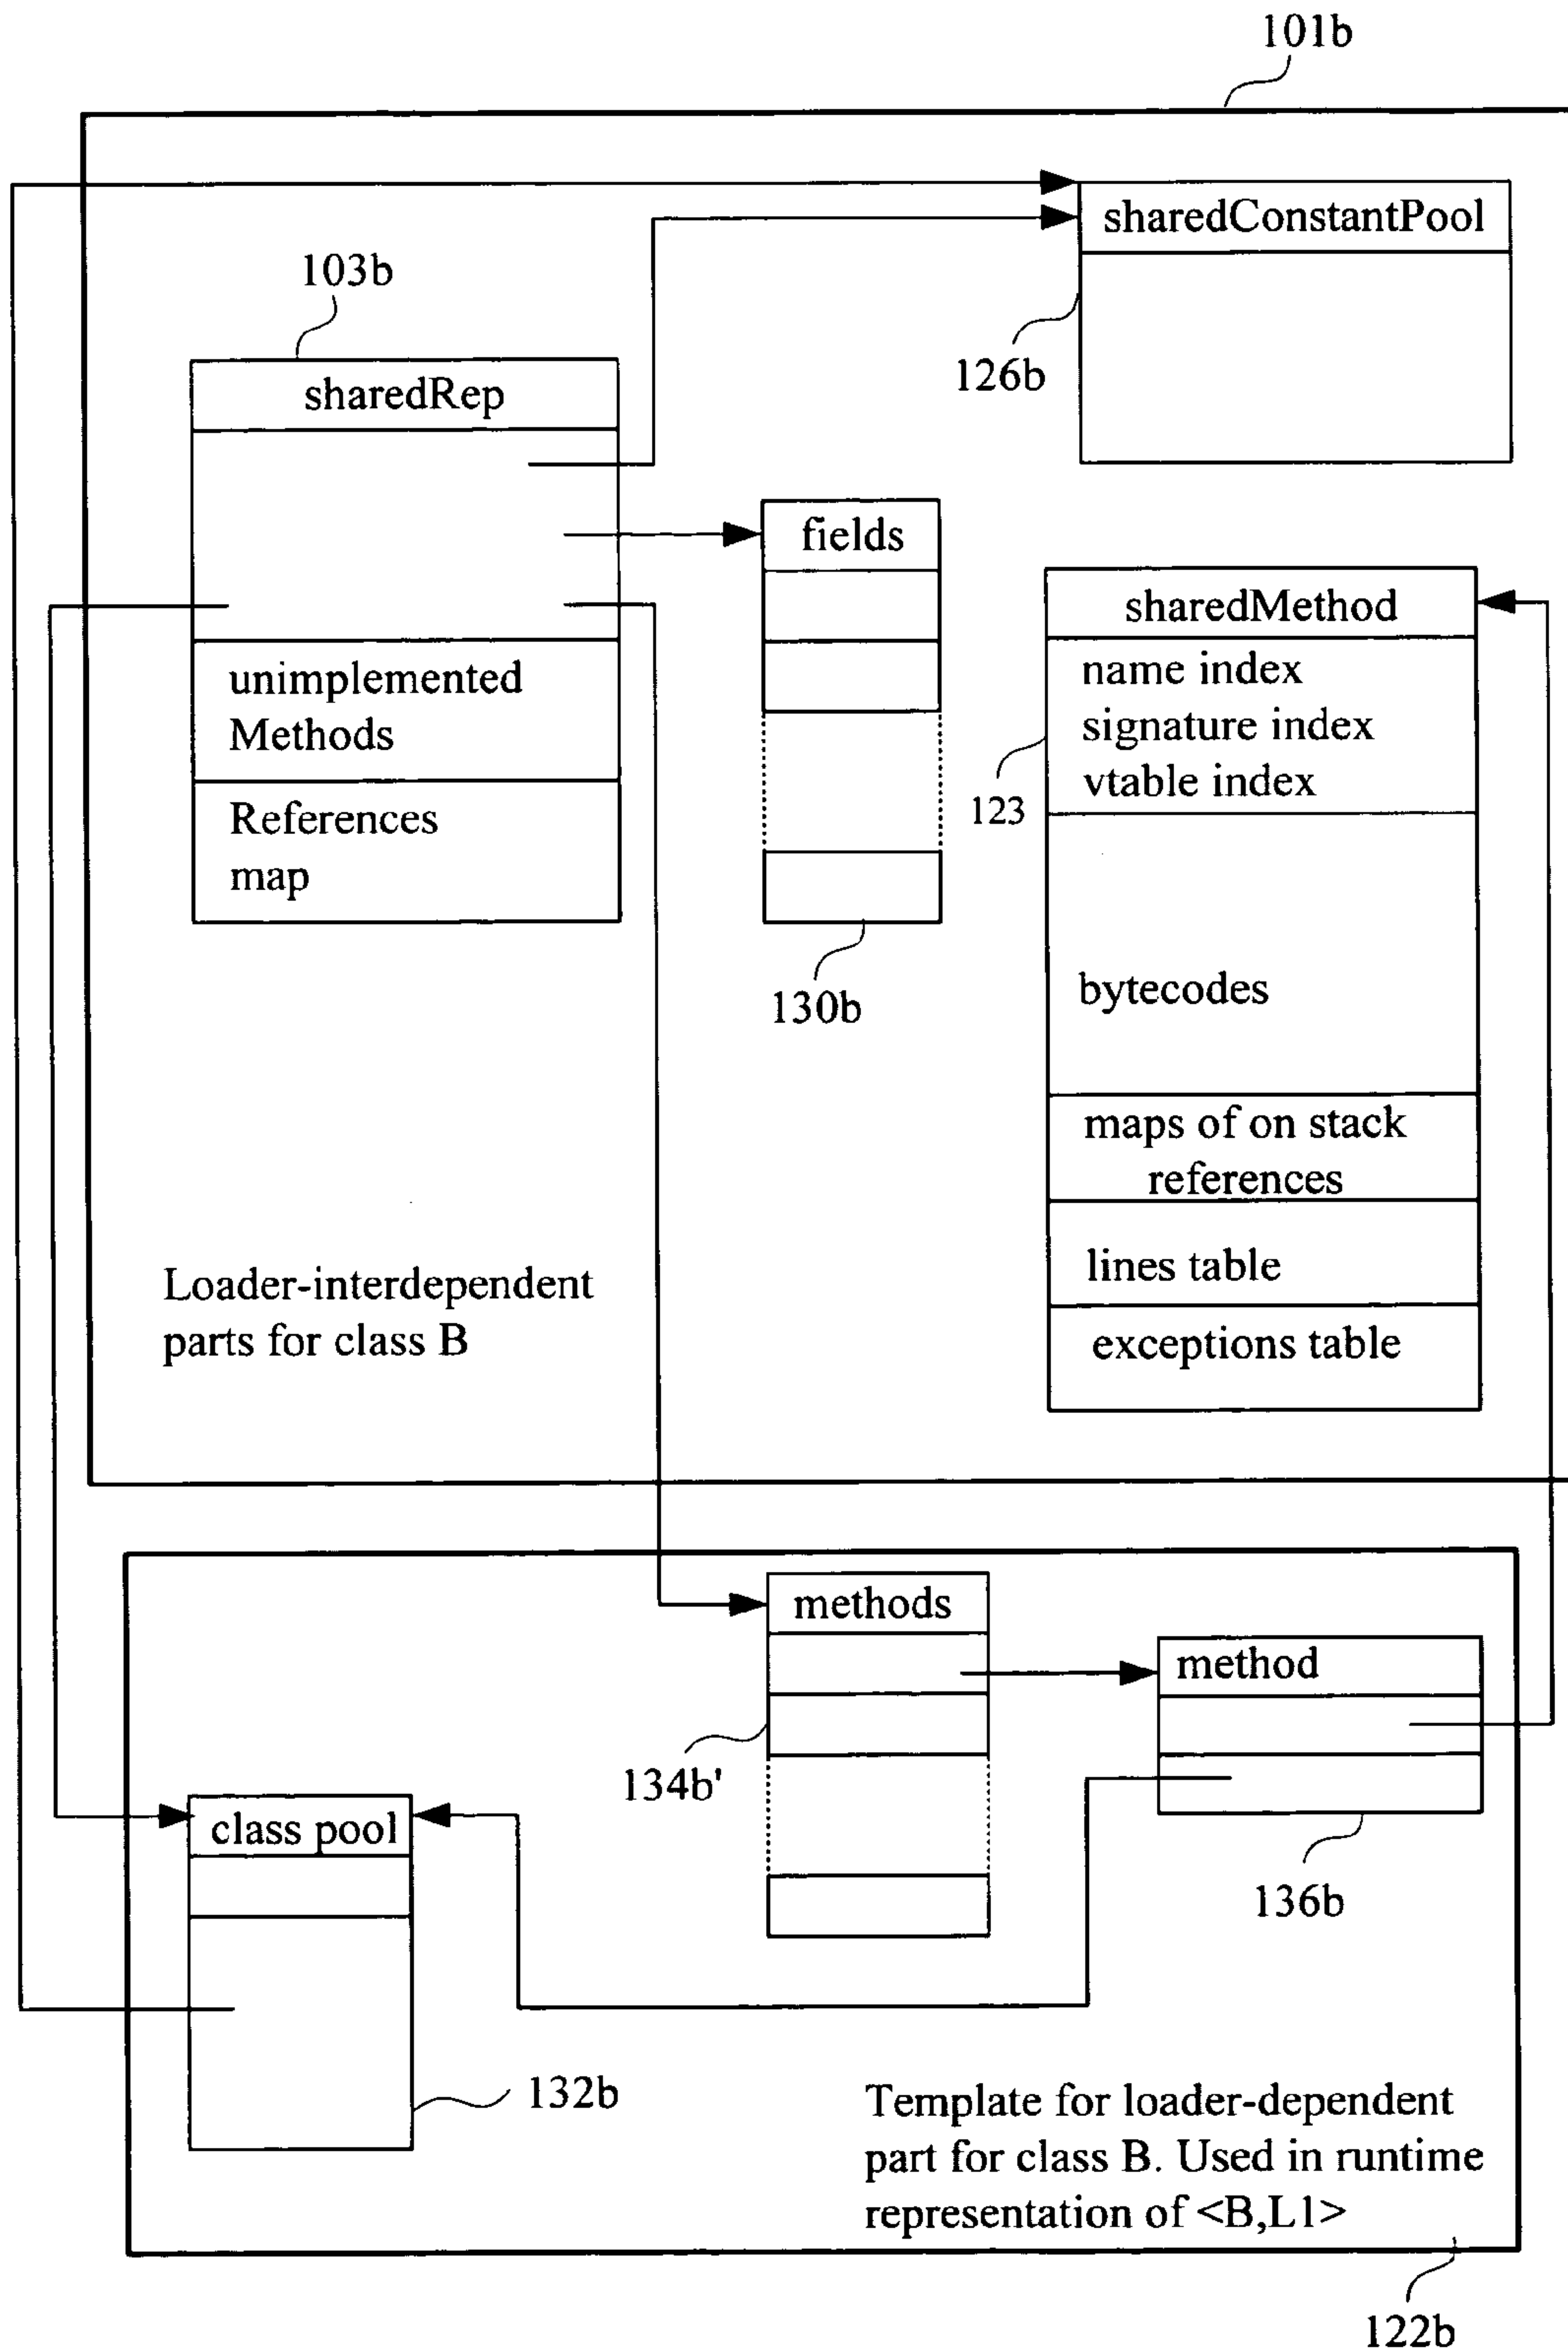 101b
sharedConstantPool
103b
126b
sharedRep
fields
sharedMethod
unimplemented
Methods
name index
signature index
vtable index
123
References
map
bytecodes
130b
maps of on stack
references
lines table
Loader-interdependent
parts for class B
exceptions table
methods
method
134b'
class pool
136b
132b
Template for loader-dependent
part for class B. Used in runtime
representation of <B,L1>
122b